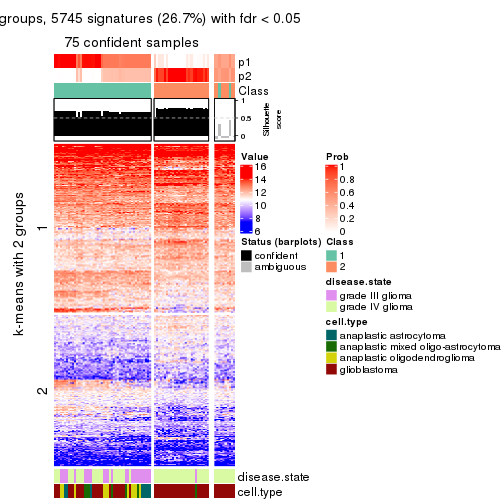 groups, 5745 signatures (26.7%) with fdr < 0.05
75 confident samples
p1
p2
Class
1
0.5
0
Silhouette
score
k-means with 2 groups
1
2
Value
16
14
12
10
8
6
Prob
1
0.8
0.6
0.4
0.2
0
Status (barplots)
confident
ambiguous
Class
1
2
disease.state
grade III glioma
grade IV glioma
cell.type
anaplastic astrocytoma
anaplastic mixed oligo-astrocytoma
anaplastic oligodendroglioma
glioblastoma
disease.state
cell.type